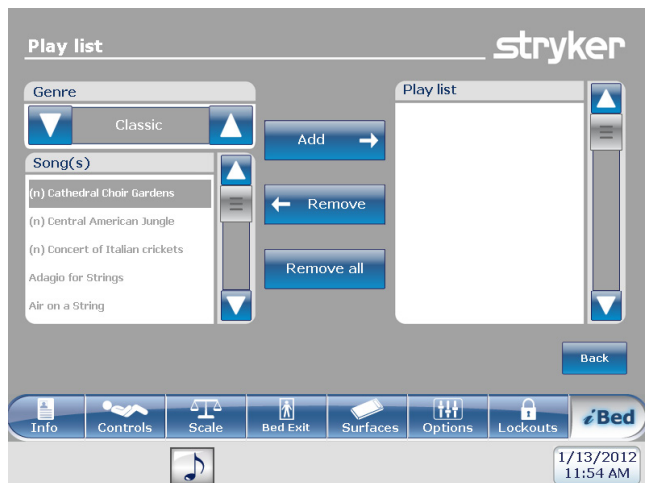 Play list
stryker
Genre
Classic
Song(s)
(n) Cathedral Choir Gardens
(n) Central American Jungle
(n) Concert of Italian crickets
Adagio for Strings
Air on a String
Add
Remove
Remove all
Play list
Back
Info
Controls
Scale
Bed Exit
Surfaces
Options
Lockouts
iBed
1/13/2012
11:54 AM